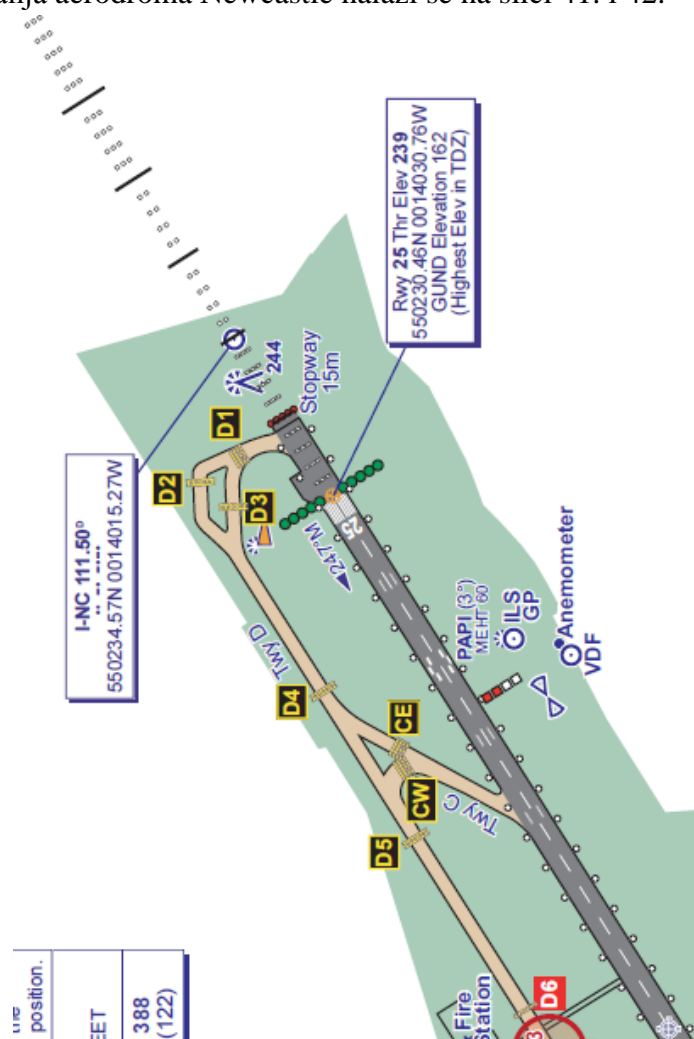 anja aerodroma Newcastle nalazi se na slici 41. i 42.
Rwy 25 Thr Elev 239
550230.46N 0014030.76W
GUND Elevation 162
(Highest Elev in TDZ)
244
Stopway
15m
D1
D2
D3
I-NC 111.50°
550234.57N 0014015.27W
25
247°M
Twy D
D4
PAPI (3°)
MEHT 60
ILS
GP
Anemometer
VDF
CE
CW
Twy C
D5
D6
Fire
Station
3
the
position.
EET
388
(122)